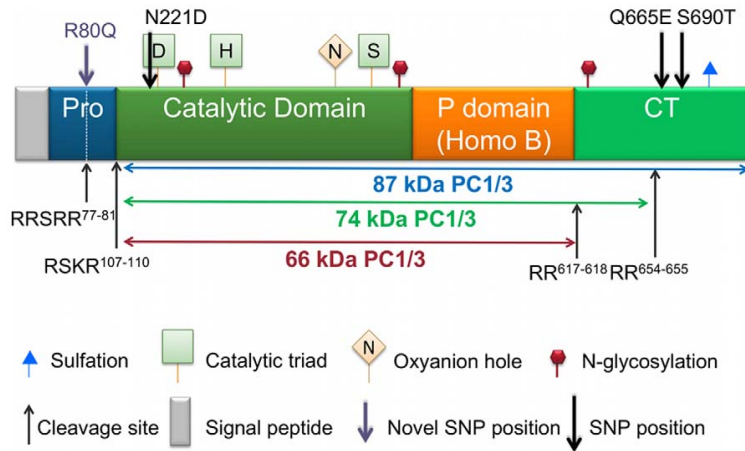 R80Q
N221D
Q665E S690T
D
H
N
S
Pro
Catalytic Domain
P domain
(Homo B)
CT
87 kDa PC1/3
74 kDa PC1/3
66 kDa PC1/3
RRSRR⁷⁷⁻⁸¹
RSKR¹⁰⁷⁻¹¹⁰
RR⁶¹⁷⁻⁶¹⁸ RR⁶⁵⁴⁻⁶⁵⁵
Sulfation
Catalytic triad
N
Oxyanion hole
N-glycosylation
Cleavage site
Signal peptide
Novel SNP position
SNP position